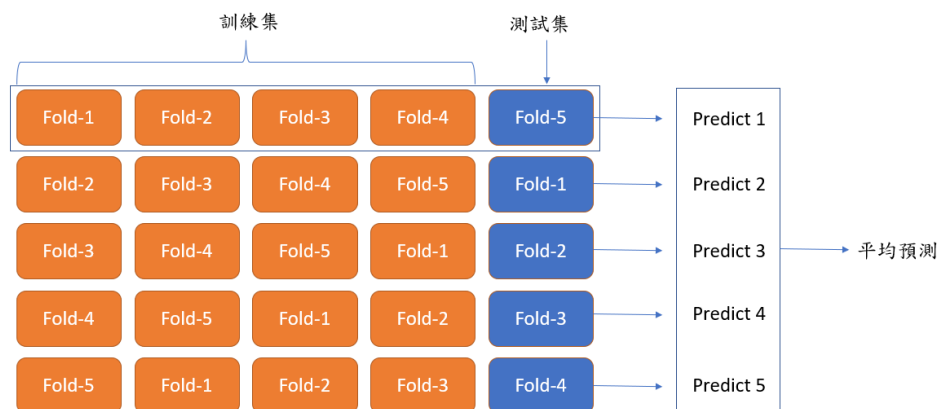 訓練集 測試集
Fold-1 Fold-2 Fold-3 Fold-4 Fold-5 Predict 1
Fold-2 Fold-3 Fold-4 Fold-5 Fold-1 Predict 2
Fold-3 Fold-4 Fold-5 Fold-1 Fold-2 Predict 3 平均預測
Fold-4 Fold-5 Fold-1 Fold-2 Fold-3 Predict 4
Fold-5 Fold-1 Fold-2 Fold-3 Fold-4 Predict 5